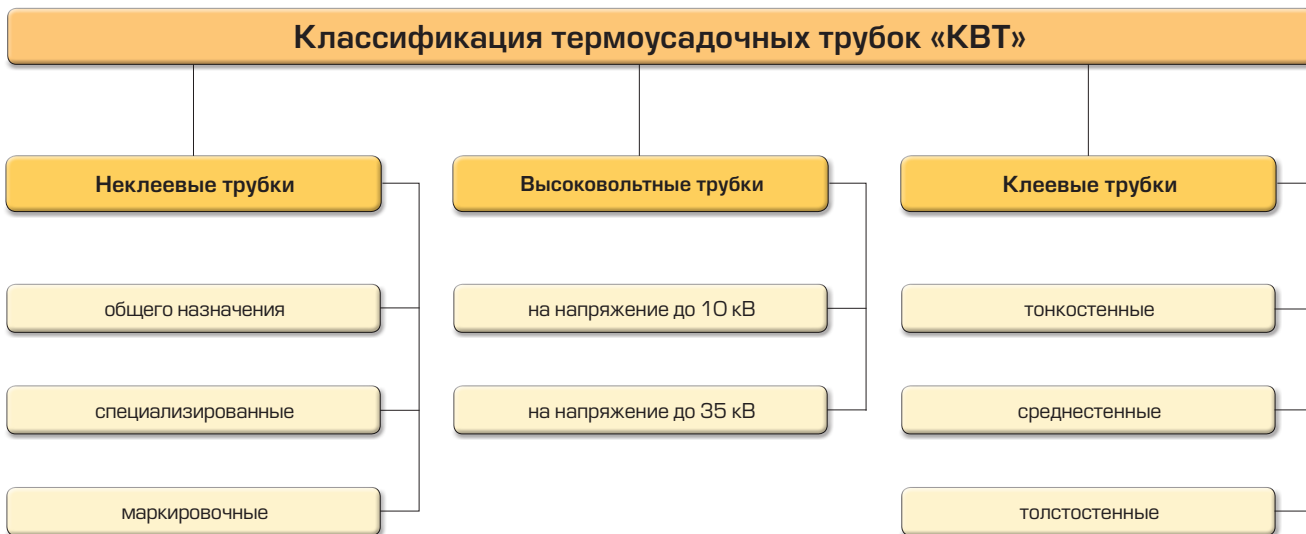 Классификация термоусадочных трубок «КВТ»
Неклеевые трубки
общего назначения
специализированные
маркировочные
Высоковольтные трубки
на напряжение до 10 кВ
на напряжение до 35 кВ
Клеевые трубки
тонкостенные
среднестенные
толстостенные